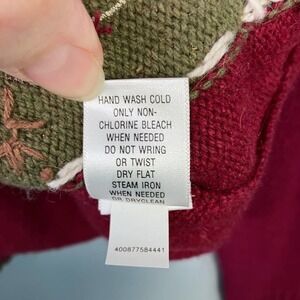 HAND WASH COLD
ONLY NON-
CHLORINE BLEACH
WHEN NEEDED
DO NOT WRING
OR TWIST
DRY FLAT
STEAM IRON
WHEN NEEDED
OR DRYCLEAN
400877584441